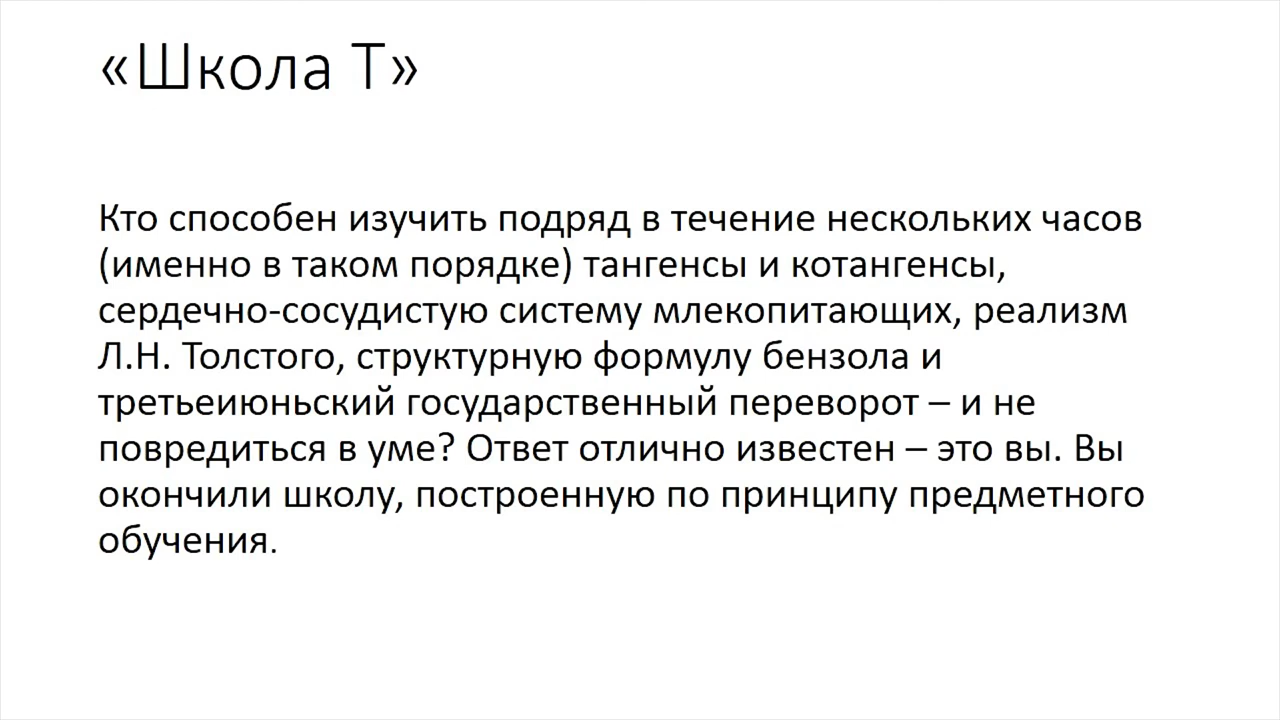 «Школа Т»
Кто способен изучить подряд в течение нескольких часов
(именно в таком порядке) тангенсы и котангенсы,
сердечно-сосудистую систему млекопитающих, реализм
Л.Н. Толстого, структурную формулу бензола и
третьеиюньский государственный переворот – и не
повредиться в уме? Ответ отлично известен – это вы. Вы
окончили школу, построенную по принципу предметного
обучения.